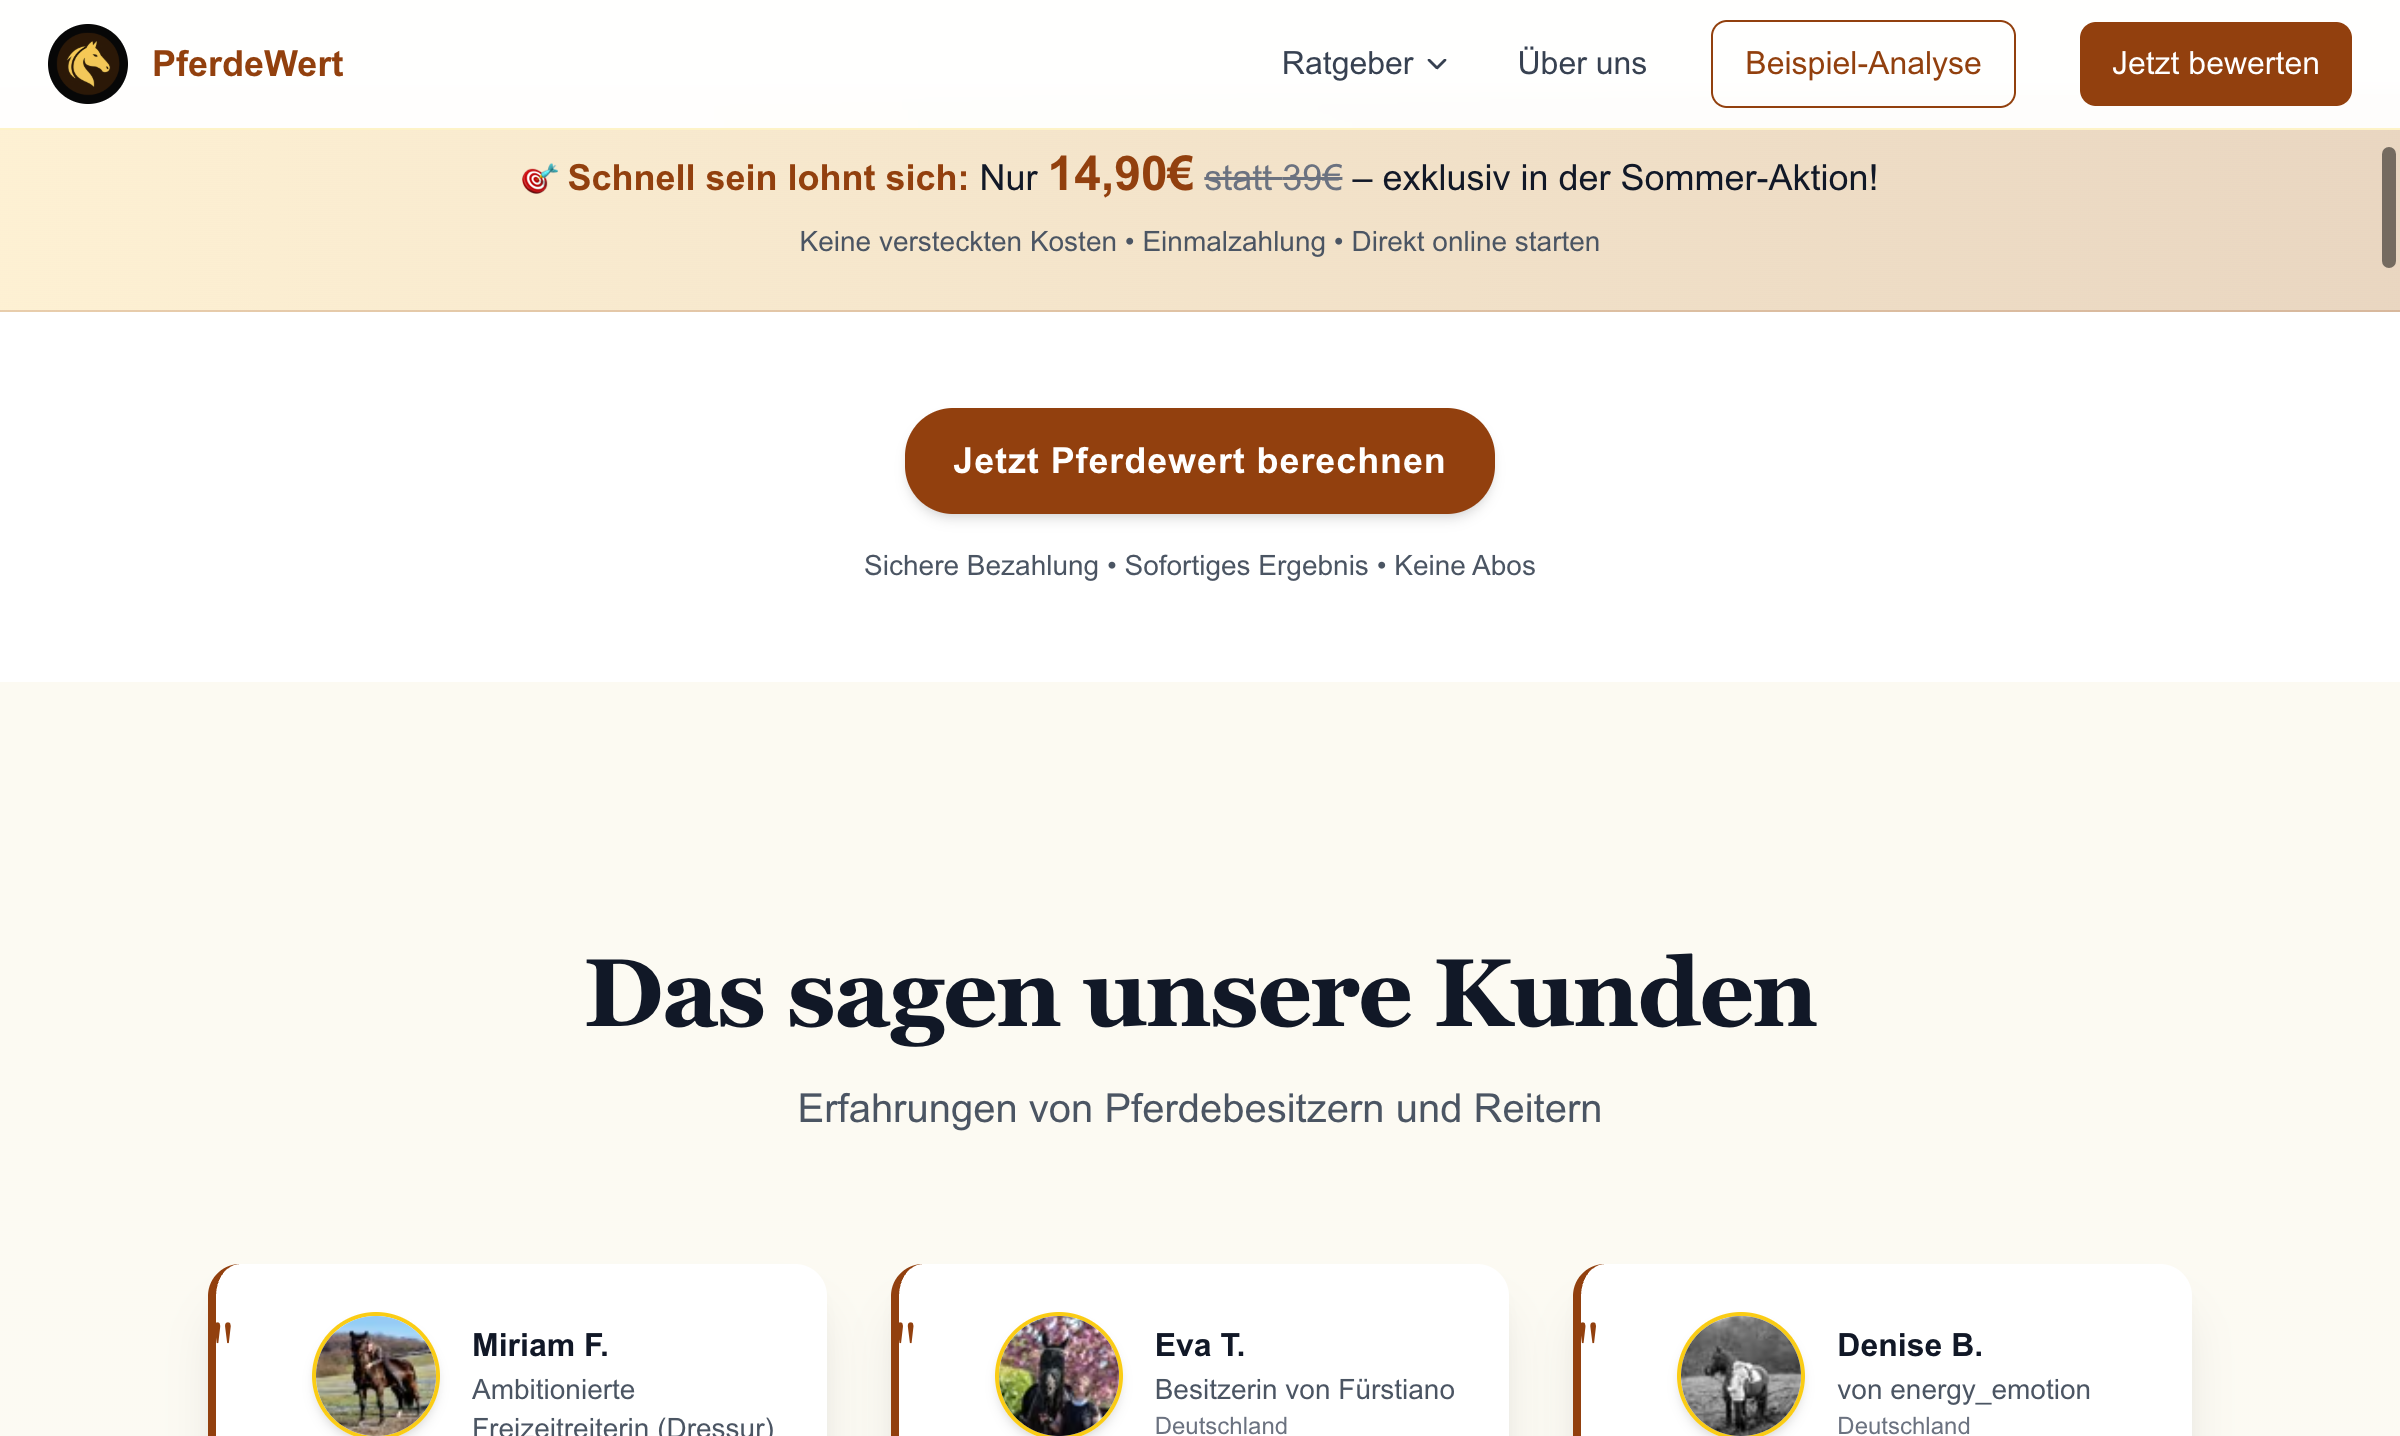 PferdeWert
Ratgeber
Über uns
Beispiel-Analyse
Jetzt bewerten
🎯 Schnell sein lohnt sich: Nur 14,90€ statt 39€ – exklusiv in der Sommer-Aktion!
Keine versteckten Kosten • Einmalzahlung • Direkt online starten
Jetzt Pferdewert berechnen
Sichere Bezahlung • Sofortiges Ergebnis • Keine Abos
Das sagen unsere Kunden
Erfahrungen von Pferdebesitzern und Reitern
"
Miriam F.
Ambitionierte
Freizeitreiterin (Dressur)
"
Eva T.
Besitzerin von Fürstiano
Deutschland
"
Denise B.
von energy_emotion
Deutschland